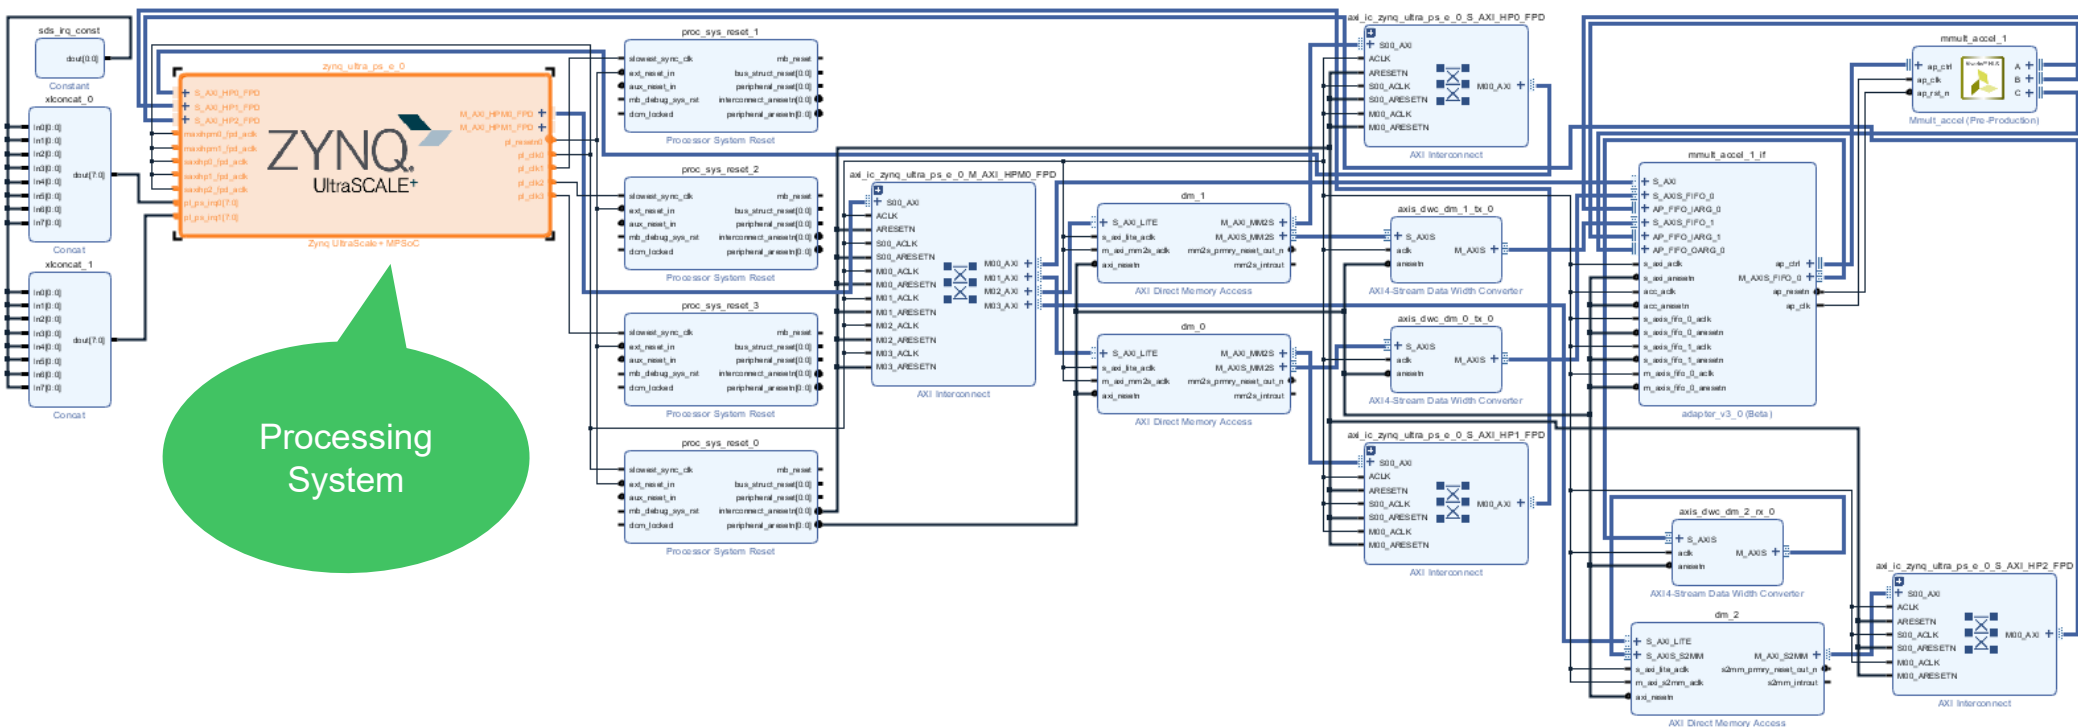 sds_irq_const
dout[0:0]
Constant
xlconcat_0
In0[0:0]
In1[0:0]
In2[0:0]
In3[0:0]
In4[0:0]
In5[0:0]
In6[0:0]
In7[0:0]
dout[7:0]
Concat
xlconcat_1
In0[0:0]
In1[0:0]
In2[0:0]
In3[0:0]
In4[0:0]
In5[0:0]
In6[0:0]
In7[0:0]
dout[7:0]
Concat
zynq_ultra_ps_e_0
S_AXI_HP0_FPD
S_AXI_HP1_FPD
S_AXI_HP2_FPD
maxihpm0_fpd_aclk
maxihpm1_fpd_aclk
saxihp0_fpd_aclk
saxihp1_fpd_aclk
saxihp2_fpd_aclk
pl_ps_irq0[7:0]
pl_ps_irq1[7:0]
ZYNQ
UltraSCALE+
M_AXI_HPM0_FPD
M_AXI_HPM1_FPD
pl_resetn0
pl_clk0
pl_clk1
pl_clk2
pl_clk3
Zynq UltraScale+ MPSoC
Processing
System
proc_sys_reset_1
slowest_sync_clk
ext_reset_in
aux_reset_in
mb_debug_sys_rst
dcm_locked
mb_reset
bus_struct_reset[0:0]
peripheral_reset[0:0]
interconnect_aresetn[0:0]
peripheral_aresetn[0:0]
Processor System Reset
proc_sys_reset_2
slowest_sync_clk
ext_reset_in
aux_reset_in
mb_debug_sys_rst
dcm_locked
mb_reset
bus_struct_reset[0:0]
peripheral_reset[0:0]
interconnect_aresetn[0:0]
peripheral_aresetn[0:0]
Processor System Reset
proc_sys_reset_3
slowest_sync_clk
ext_reset_in
aux_reset_in
mb_debug_sys_rst
dcm_locked
mb_reset
bus_struct_reset[0:0]
peripheral_reset[0:0]
interconnect_aresetn[0:0]
peripheral_aresetn[0:0]
Processor System Reset
proc_sys_reset_0
slowest_sync_clk
ext_reset_in
aux_reset_in
mb_debug_sys_rst
dcm_locked
mb_reset
bus_struct_reset[0:0]
peripheral_reset[0:0]
interconnect_aresetn[0:0]
peripheral_aresetn[0:0]
Processor System Reset
axi_ic_zynq_ultra_ps_e_0_M_AXI_HPM0_FPD
S00_AXI
ACLK
ARESETN
S00_ACLK
S00_ARESETN
M00_ACLK
M00_ARESETN
M01_ACLK
M01_ARESETN
M02_ACLK
M02_ARESETN
M03_ACLK
M03_ARESETN
M00_AXI
M01_AXI
M02_AXI
M03_AXI
AXI Interconnect
dm_1
S_AXI_LITE
s_axi_lite_aclk
m_axi_mm2s_aclk
axi_resetn
M_AXI_MM2S
M_AXIS_MM2S
mm2s_prmry_reset_out_n
mm2s_introut
AXI Direct Memory Access
dm_0
S_AXI_LITE
s_axi_lite_aclk
m_axi_mm2s_aclk
axi_resetn
M_AXI_MM2S
M_AXIS_MM2S
mm2s_prmry_reset_out_n
mm2s_introut
AXI Direct Memory Access
axi_ic_zynq_ultra_ps_e_0_S_AXI_HP0_FPD
S00_AXI
ACLK
ARESETN
S00_ACLK
S00_ARESETN
M00_ACLK
M00_ARESETN
M00_AXI
AXI Interconnect
axis_dwc_dm_1_tx_0
S_AXIS
aclk
aresetn
M_AXIS
AXI4-Stream Data Width Converter
axis_dwc_dm_0_tx_0
S_AXIS
aclk
aresetn
M_AXIS
AXI4-Stream Data Width Converter
axi_ic_zynq_ultra_ps_e_0_S_AXI_HP1_FPD
S00_AXI
ACLK
ARESETN
S00_ACLK
S00_ARESETN
M00_ACLK
M00_ARESETN
M00_AXI
AXI Interconnect
mmult_accel_1
ap_ctrl
ap_clk
ap_rst_n
A
B
C
Mmult_accel (Pre-Production)
mmult_accel_1_if
S_AXI
S_AXIS_FIFO_0
AP_FIFO_IARG_0
S_AXIS_FIFO_1
AP_FIFO_IARG_1
AP_FIFO_OARG_0
s_axi_aclk
s_axi_aresetn
acc_aclk
acc_aresetn
s_axis_fifo_0_aclk
s_axis_fifo_0_aresetn
s_axis_fifo_1_aclk
s_axis_fifo_1_aresetn
m_axis_fifo_0_aclk
m_axis_fifo_0_aresetn
ap_ctrl
M_AXIS_FIFO_0
ap_resetn
ap_clk
adapter_v3_0 (Beta)
axis_dwc_dm_2_rx_0
S_AXIS
aclk
aresetn
M_AXIS
AXI4-Stream Data Width Converter
dm_2
S_AXI_LITE
S_AXIS_S2MM
s_axi_lite_aclk
m_axi_s2mm_aclk
axi_resetn
M_AXI_S2MM
s2mm_prmry_reset_out_n
s2mm_introut
AXI Direct Memory Access
axi_ic_zynq_ultra_ps_e_0_S_AXI_HP2_FPD
S00_AXI
ACLK
ARESETN
S00_ACLK
S00_ARESETN
M00_ACLK
M00_ARESETN
M00_AXI
AXI Interconnect